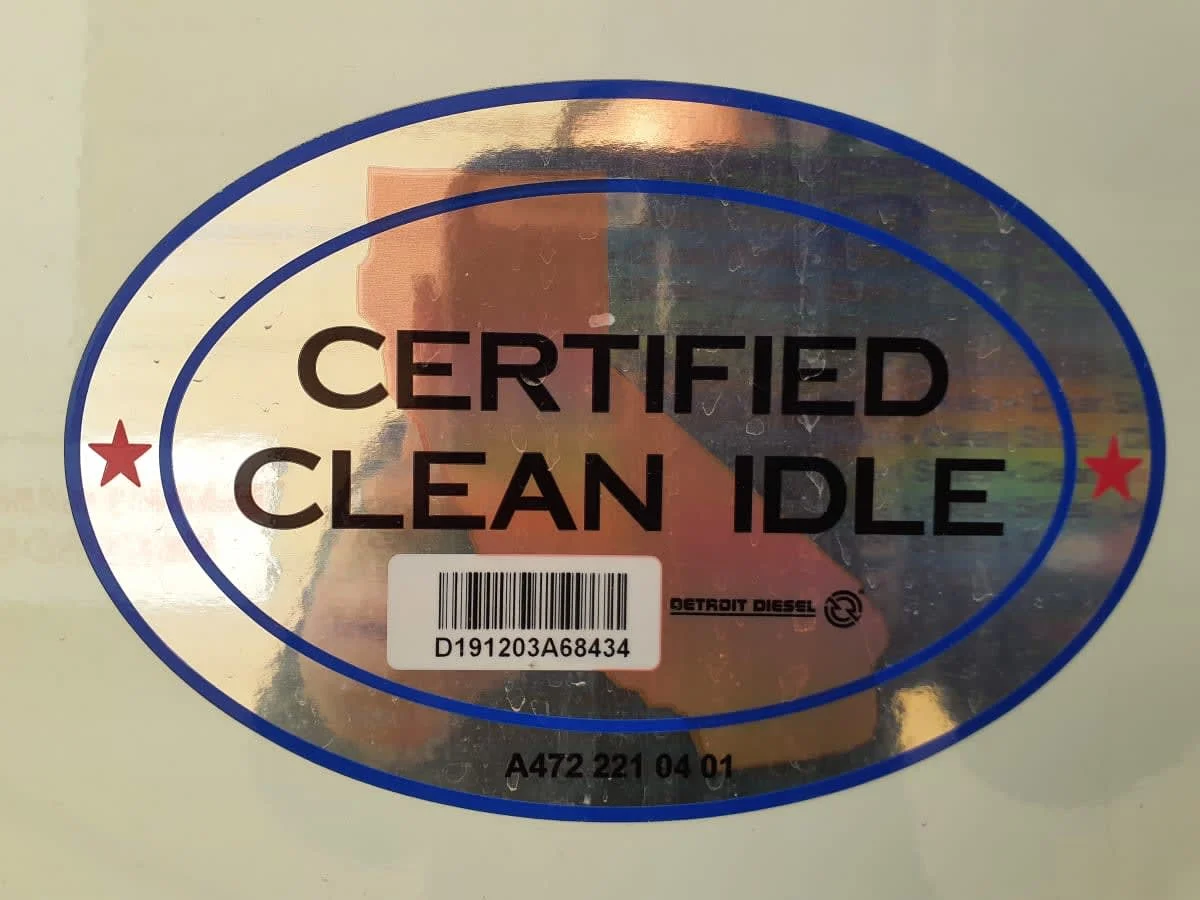 CERTIFIED
CLEAN IDLE
D191203A68434
DETROIT DIESEL
A472 221 04 01